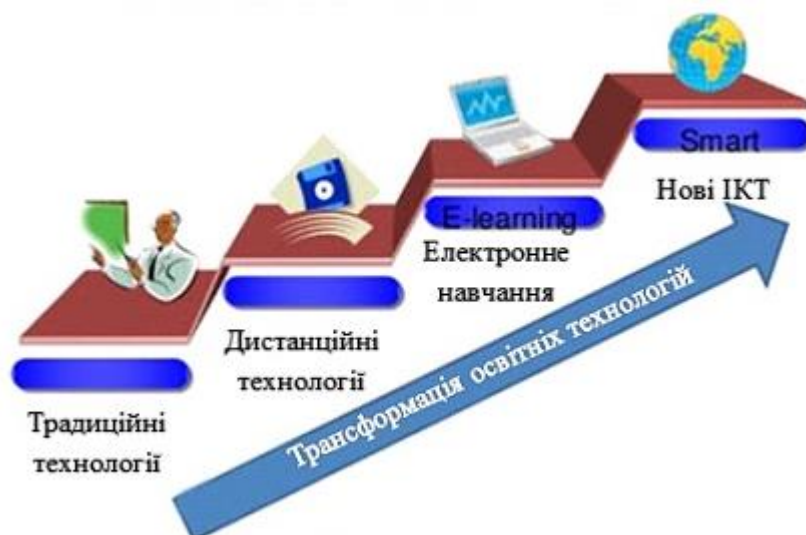 Традиційні
технології
Дистанційні
технології
E-learning
Електронне
навчання
Smart
Нові ІКТ
Трансформація освітніх технологій